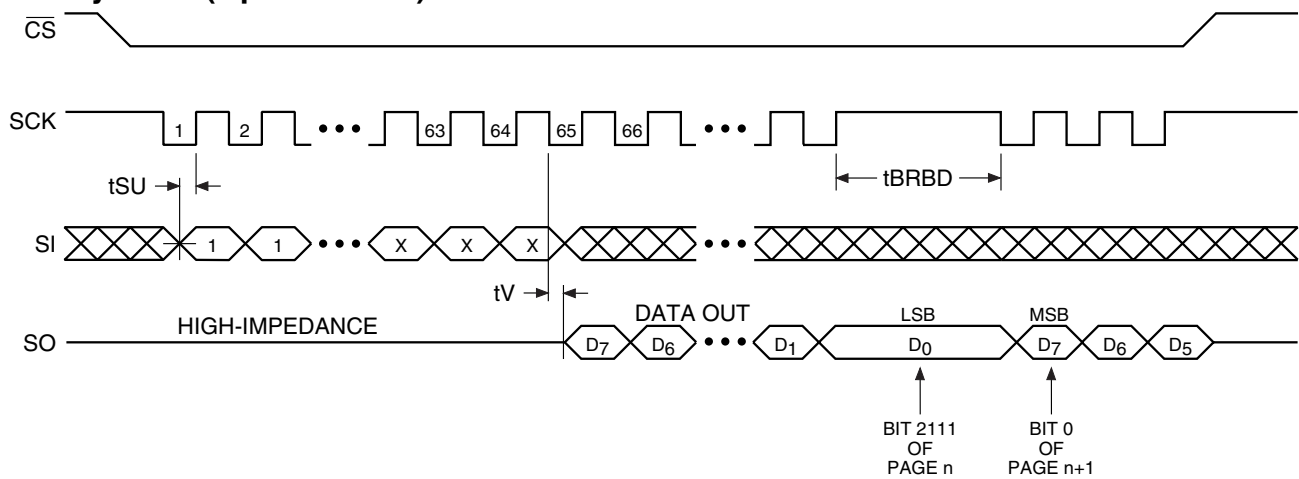 CS
SCK 1 2 ••• 63 64 65 66 •••
tSU tBRBD
SI 1 1 ••• X X X •••
tV
HIGH-IMPEDANCE DATA OUT LSB MSB
SO D7 D6 ••• D1 D0 D7 D6 D5
BIT 2111
OF
PAGE n
BIT 0
OF
PAGE n+1